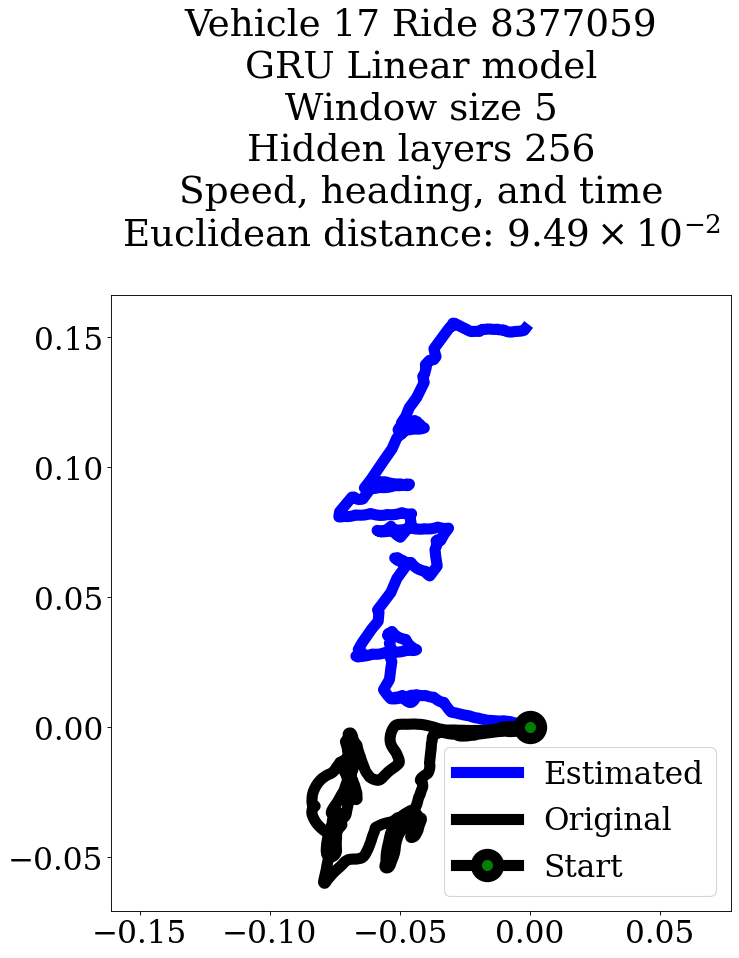 Vehicle 17 Ride 8377059
GRU Linear model
Window size 5
Hidden layers 256
Speed, heading, and time
Euclidean distance: 9.49 × 10⁻²
0.15
0.10
0.05
0.00
−0.05
Estimated
Original
Start
−0.15 −0.10 −0.05 0.00 0.05